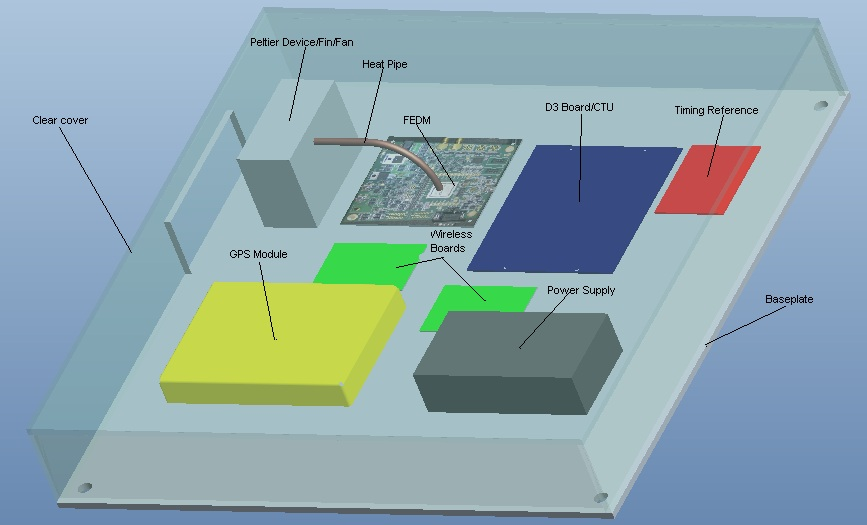 Peltier Device/Fin/Fan
Heat Pipe
Clear cover
FEDM
D3 Board/CTU
Timing Reference
Wireless
Boards
GPS Module
Power Supply
Baseplate